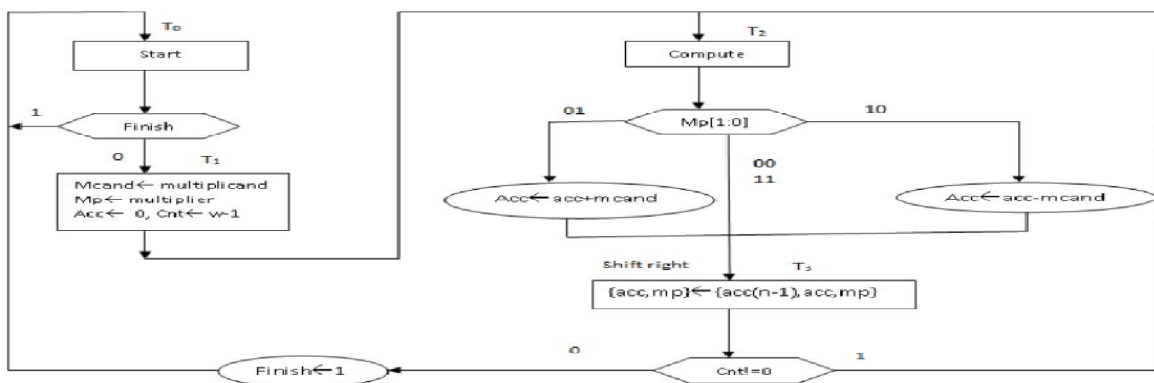 T₀
Start
1
Finish
0
T₁
Mcand← multiplicand
Mp← multiplier
Acc← 0, Cnt← w-1
T₂
Compute
01
Mp[1:0]
10
00
11
Acc← acc+mcand
Acc← acc-mcand
Shift right
T₃
{acc,mp}← {acc(n-1),acc,mp}
0
Cnt!=0
1
Finish←1